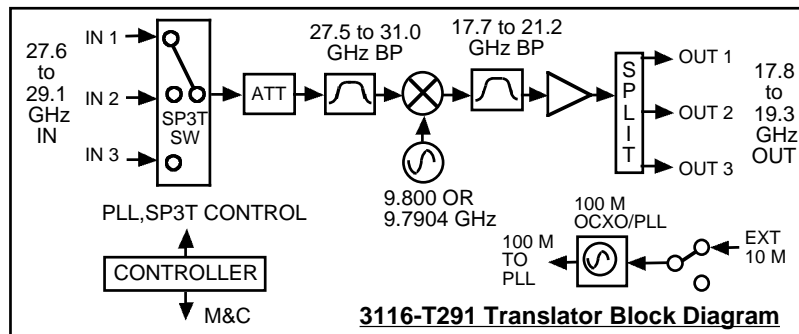 27.6
to
29.1
GHz
IN
IN 1
IN 2
IN 3
SP3T
SW
ATT
27.5 to 31.0
GHz BP
17.7 to 21.2
GHz BP
9.800 OR
9.7904 GHz
SPLIT
OUT 1
OUT 2
OUT 3
17.8
to
19.3
GHz
OUT
PLL,SP3T CONTROL
CONTROLLER
M&C
100 M
OCXO/PLL
100 M
TO
PLL
EXT
10 M
3116-T291 Translator Block Diagram